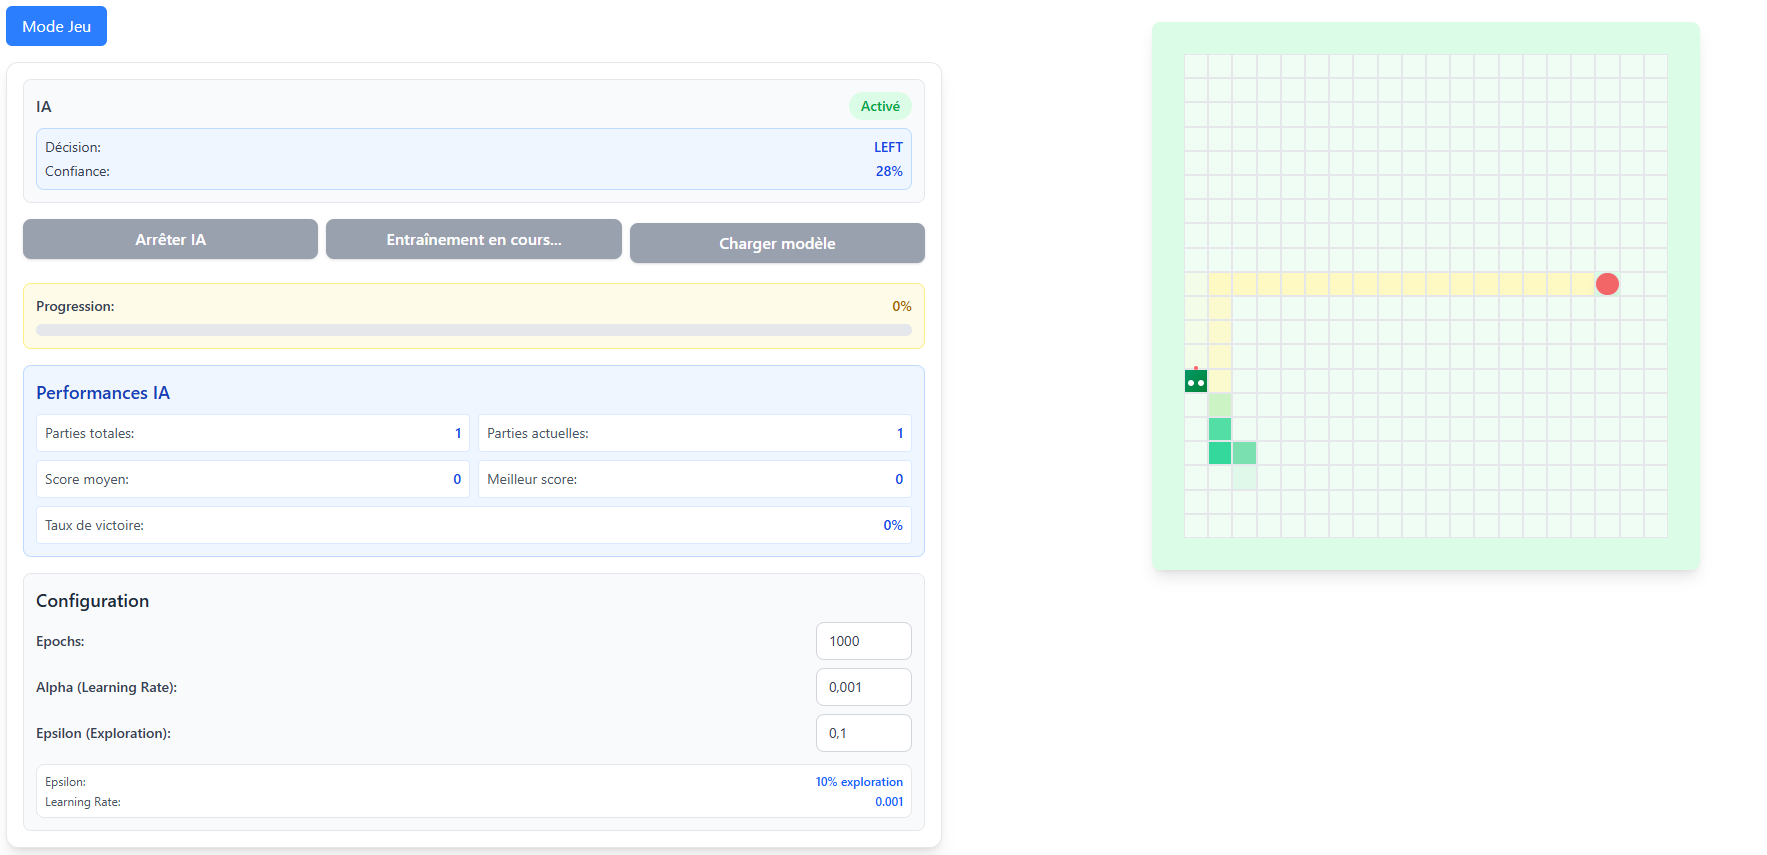 Mode Jeu
IA
Activé
Décision: LEFT
Confiance: 28%
Arrêter IA
Entraînement en cours...
Charger modèle
Progression: 0%
Performances IA
Parties totales: 1
Parties actuelles: 1
Score moyen: 0
Meilleur score: 0
Taux de victoire: 0%
Configuration
Epochs: 1000
Alpha (Learning Rate): 0,001
Epsilon (Exploration): 0,1
Epsilon: 10% exploration
Learning Rate: 0.001